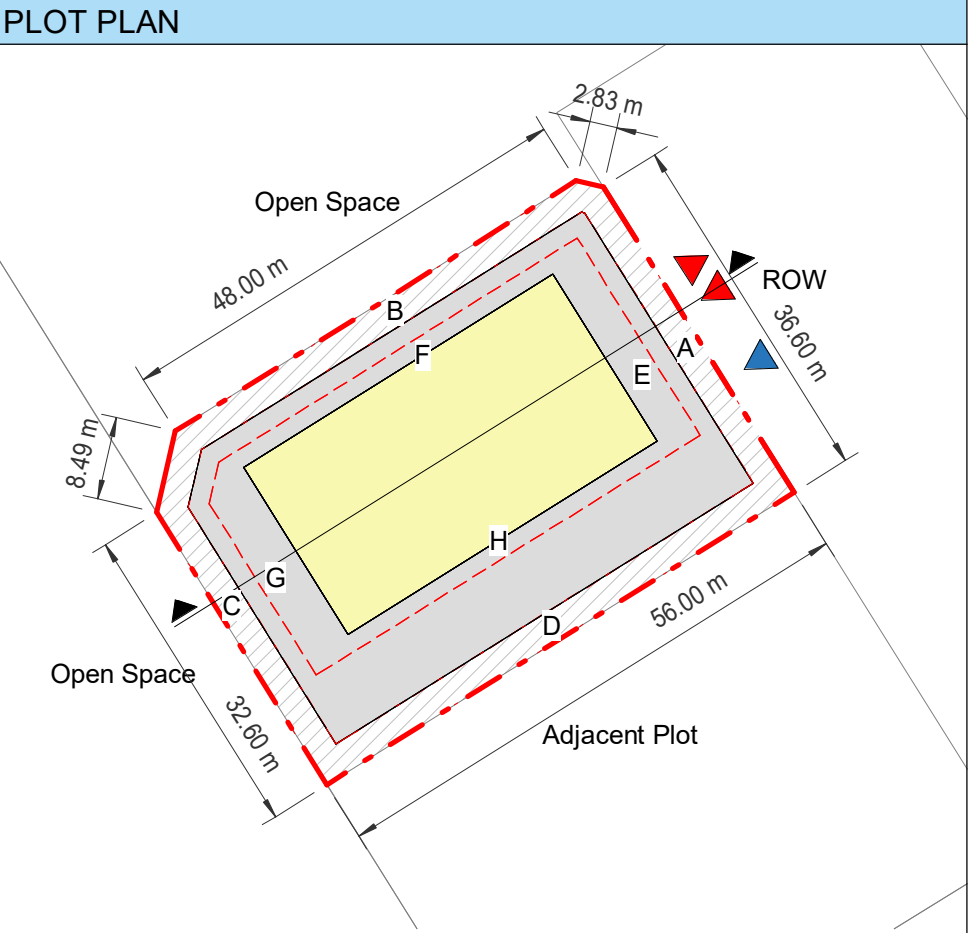 PLOT PLAN
2.83 m
Open Space
48.00 m
ROW
B
36.60 m
A
F
E
8.49 m
H
G
C
D
56.00 m
Open Space
32.60 m
Adjacent Plot